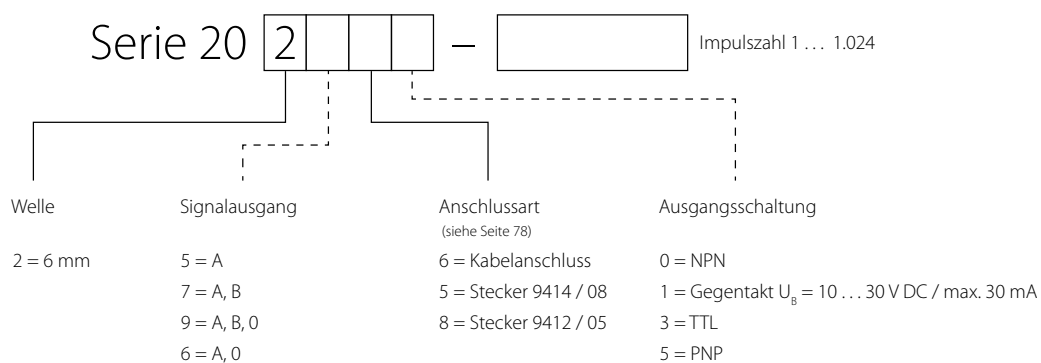 Serie 20 2 – Impulszahl 1 … 1.024
Welle Signalausgang Anschlussart Ausgangsschaltung
(siehe Seite 78)
2 = 6 mm 5 = A 6 = Kabelanschluss 0 = NPN
7 = A, B 5 = Stecker 9414 / 08 1 = Gegentakt U_B = 10 … 30 V DC / max. 30 mA
9 = A, B, 0 8 = Stecker 9412 / 05 3 = TTL
6 = A, 0 5 = PNP